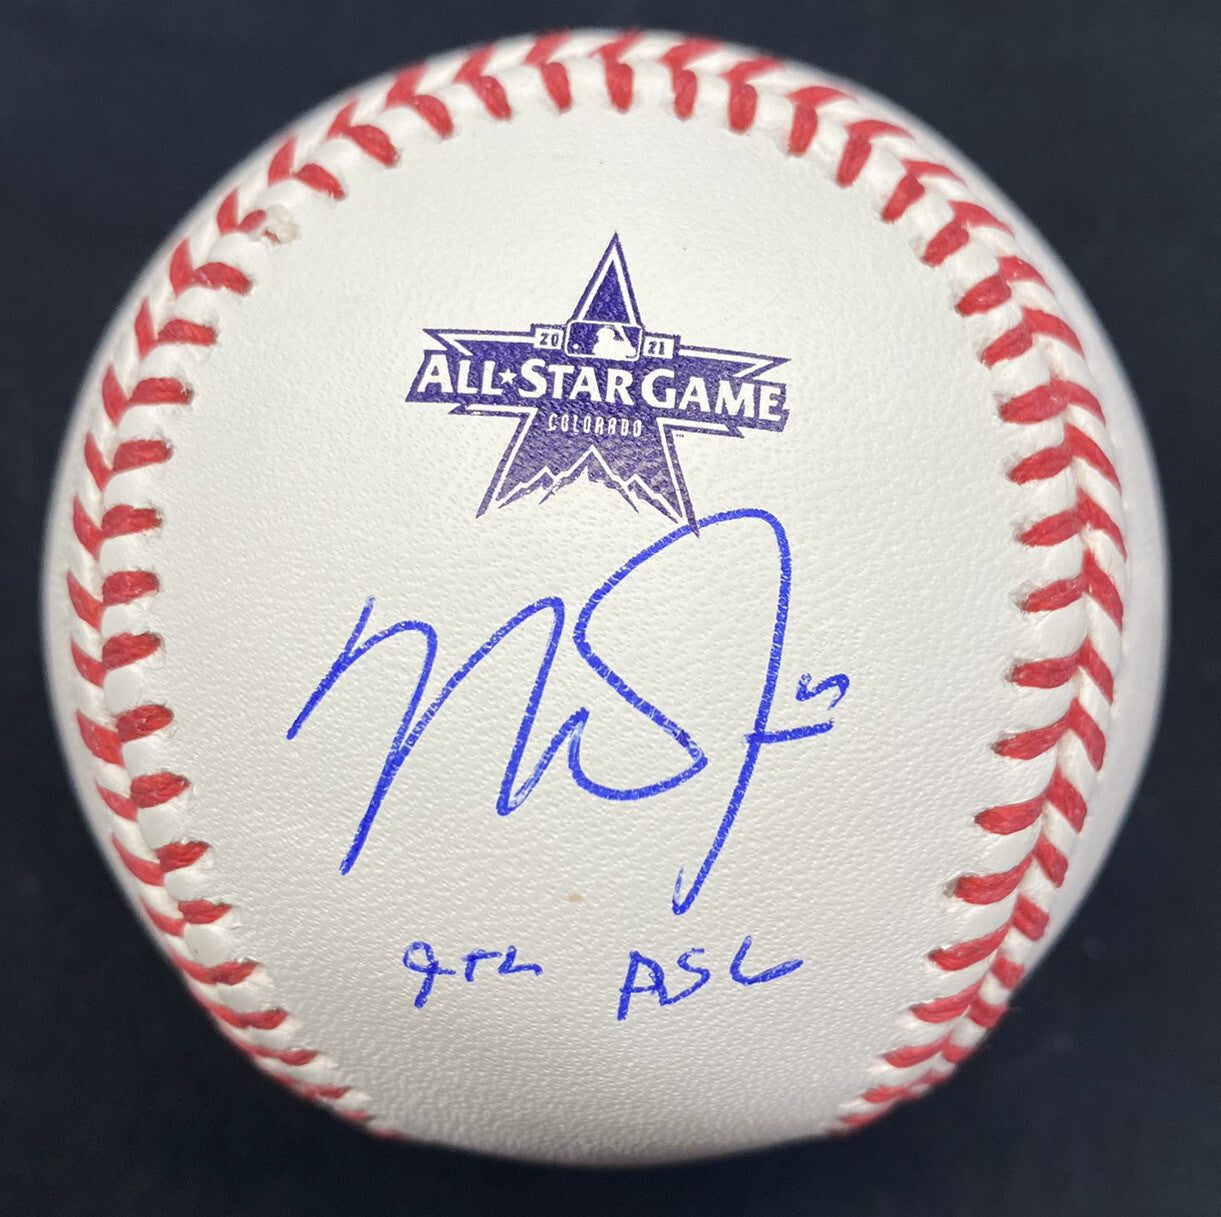 20 21
ALL★STAR GAME
COLORADO
9TH ASG